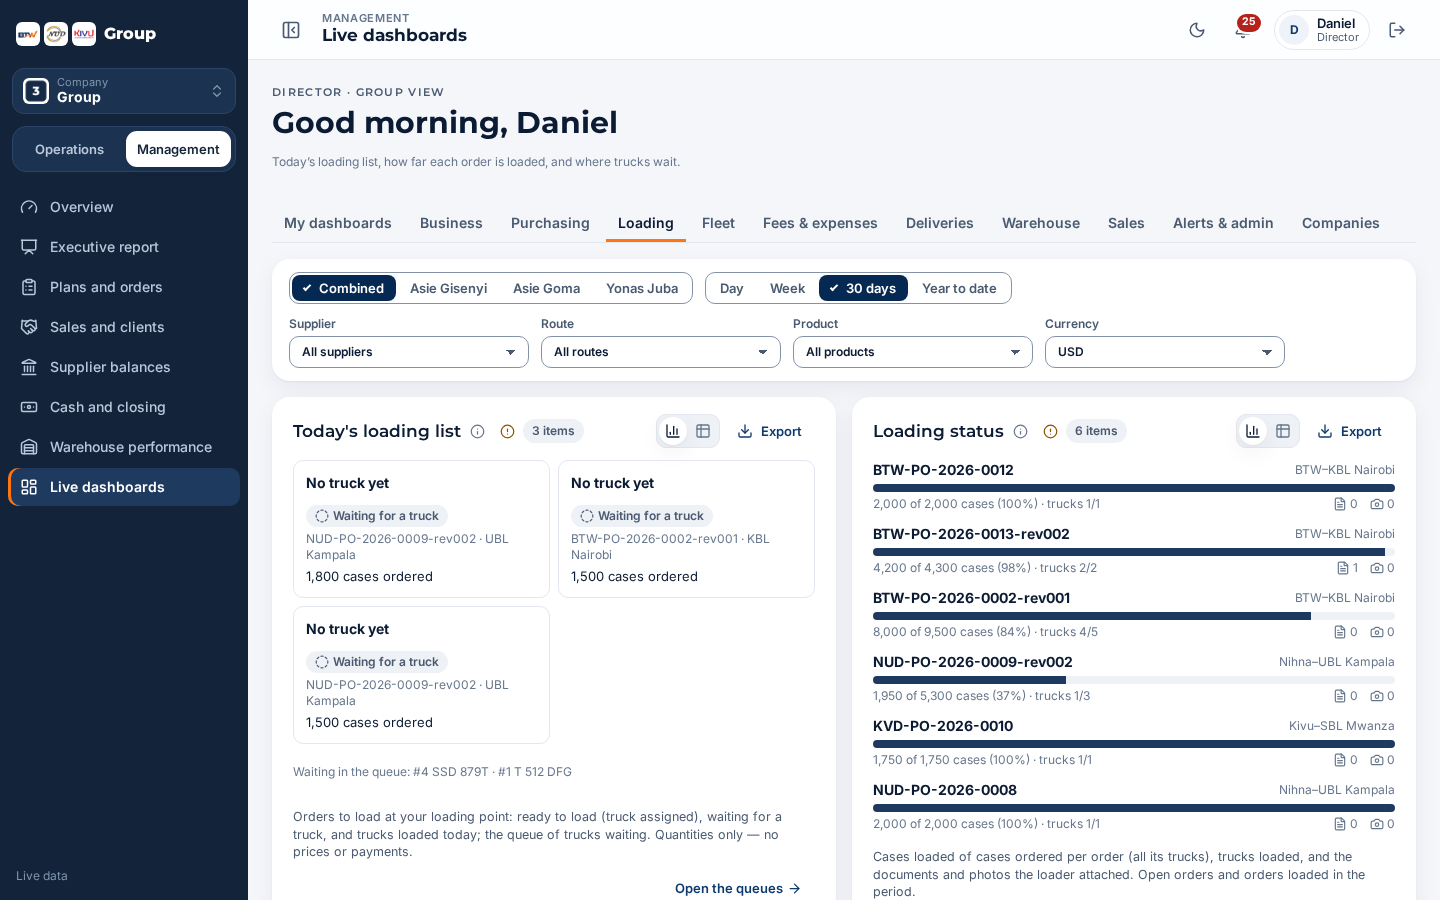 BTW NUD KIVU Group
Company
3 Group
Operations Management
Overview
Executive report
Plans and orders
Sales and clients
Supplier balances
Cash and closing
Warehouse performance
Live dashboards
Live data
MANAGEMENT
Live dashboards
25
D Daniel
Director
DIRECTOR · GROUP VIEW
Good morning, Daniel
Today's loading list, how far each order is loaded, and where trucks wait.
My dashboards Business Purchasing Loading Fleet Fees & expenses Deliveries Warehouse Sales Alerts & admin Companies
Combined Asie Gisenyi Asie Goma Yonas Juba Day Week 30 days Year to date
Supplier Route Product Currency
All suppliers All routes All products USD
Today's loading list 3 items Export
No truck yet
Waiting for a truck
NUD-PO-2026-0009-rev002 · UBL
Kampala
1,800 cases ordered
No truck yet
Waiting for a truck
BTW-PO-2026-0002-rev001 · KBL
Nairobi
1,500 cases ordered
No truck yet
Waiting for a truck
NUD-PO-2026-0009-rev002 · UBL
Kampala
1,500 cases ordered
Waiting in the queue: #4 SSD 879T · #1 T 512 DFG
Orders to load at your loading point: ready to load (truck assigned), waiting for a
truck, and trucks loaded today; the queue of trucks waiting. Quantities only — no
prices or payments.
Open the queues
Loading status 6 items Export
BTW-PO-2026-0012 BTW–KBL Nairobi
2,000 of 2,000 cases (100%) · trucks 1/1 0 0
BTW-PO-2026-0013-rev002 BTW–KBL Nairobi
4,200 of 4,300 cases (98%) · trucks 2/2 1 0
BTW-PO-2026-0002-rev001 BTW–KBL Nairobi
8,000 of 9,500 cases (84%) · trucks 4/5 0 0
NUD-PO-2026-0009-rev002 Nihna–UBL Kampala
1,950 of 5,300 cases (37%) · trucks 1/3 0 0
KVD-PO-2026-0010 Kivu–SBL Mwanza
1,750 of 1,750 cases (100%) · trucks 1/1 0 0
NUD-PO-2026-0008 Nihna–UBL Kampala
2,000 of 2,000 cases (100%) · trucks 1/1 0 0
Cases loaded of cases ordered per order (all its trucks), trucks loaded, and the
documents and photos the loader attached. Open orders and orders loaded in the
period.